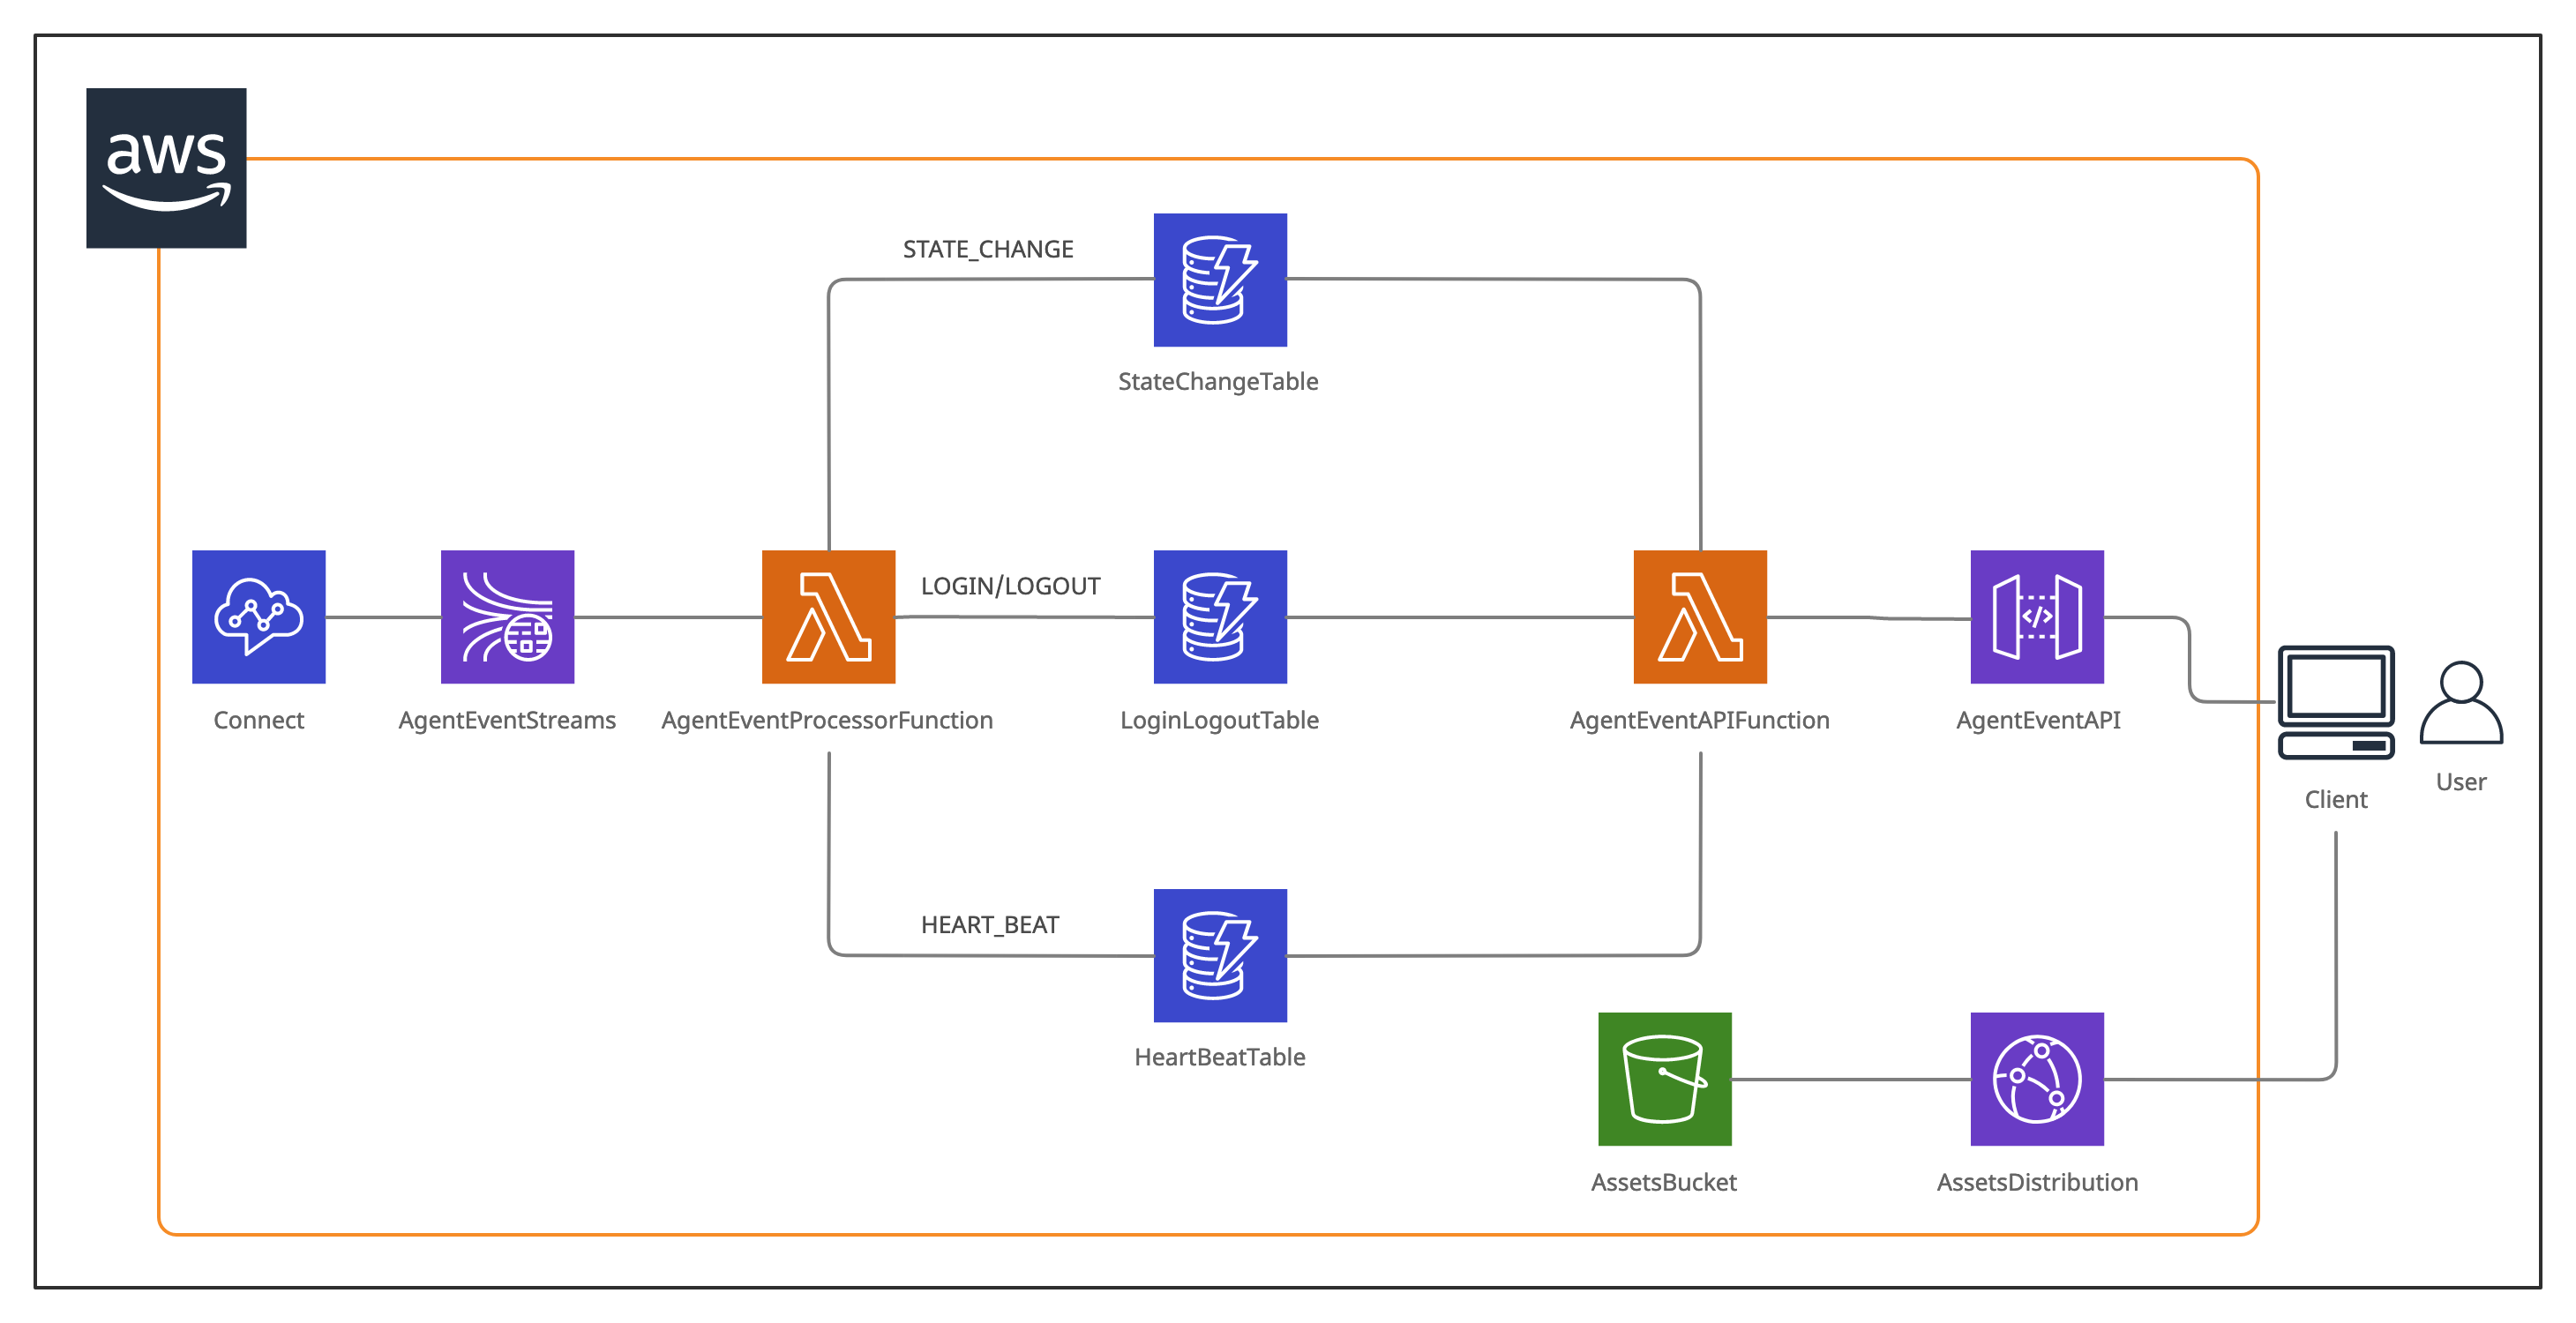 aws
STATE_CHANGE
StateChangeTable
LOGIN/LOGOUT
Connect
AgentEventStreams
AgentEventProcessorFunction
LoginLogoutTable
AgentEventAPIFunction
AgentEventAPI
User
Client
HEART_BEAT
HeartBeatTable
AssetsBucket
AssetsDistribution